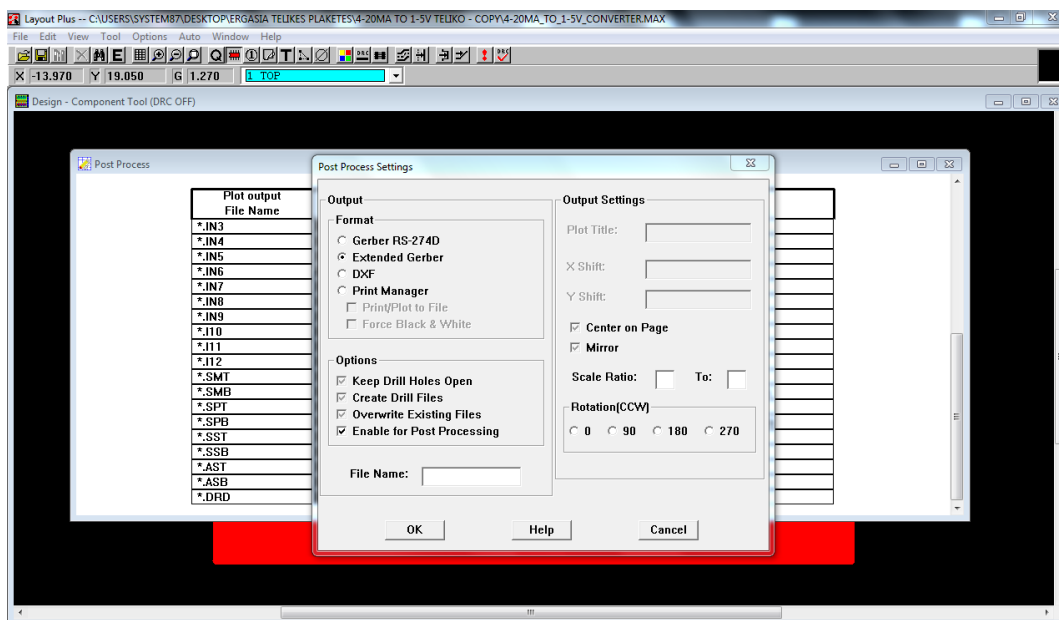 Layout Plus -- C:\USERS\SYSTEM87\DESKTOP\ERGASIA TELIKES PLAKETES\4-20MA TO 1-5V TELIKO - COPY\4-20MA_TO_1-5V_CONVERTER.MAX
File Edit View Tool Options Auto Window Help
X -13.970 Y 19.050 G 1.270 1 TOP
Design - Component Tool (DRC OFF)
Post Process
Plot output
File Name
*.IN3
*.IN4
*.IN5
*.IN6
*.IN7
*.IN8
*.IN9
*.I10
*.I11
*.I12
*.SMT
*.SMB
*.SPT
*.SPB
*.SST
*.SSB
*.AST
*.ASB
*.DRD
Post Process Settings
Output
Format
Gerber RS-274D
Extended Gerber
DXF
Print Manager
Print/Plot to File
Force Black & White
Options
Keep Drill Holes Open
Create Drill Files
Overwrite Existing Files
Enable for Post Processing
File Name:
Output Settings
Plot Title:
X Shift:
Y Shift:
Center on Page
Mirror
Scale Ratio: To:
Rotation(CCW)
0 90 180 270
OK Help Cancel